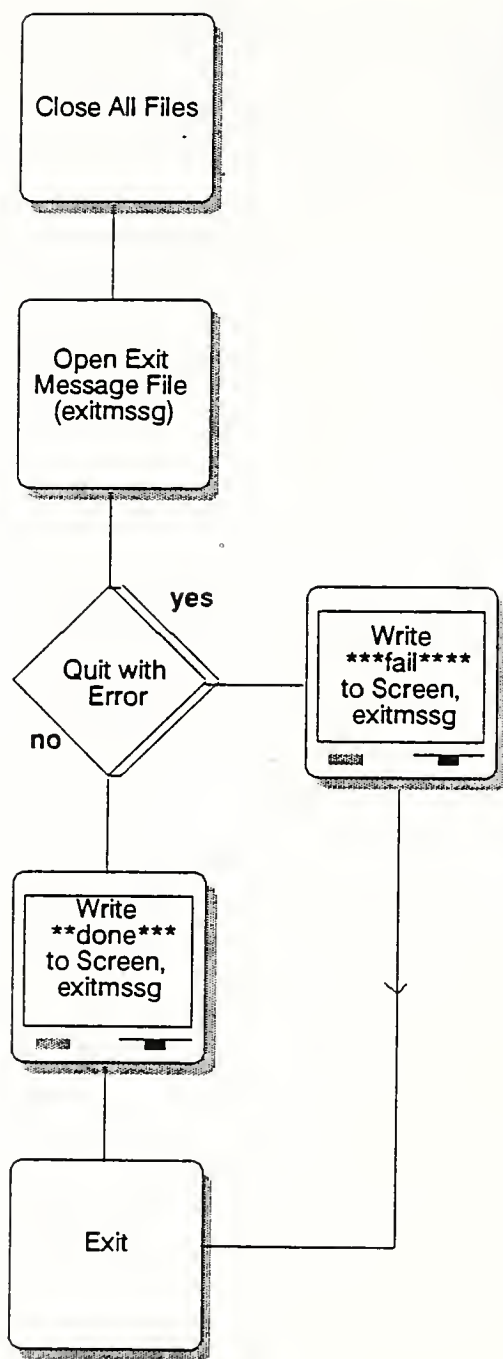 Close All Files
Open Exit
Message File
(exitmssg)
yes
Quit with
Error
no
Write
***fail****
to Screen,
exitmssg
Write
**done***
to Screen,
exitmssg
Exit